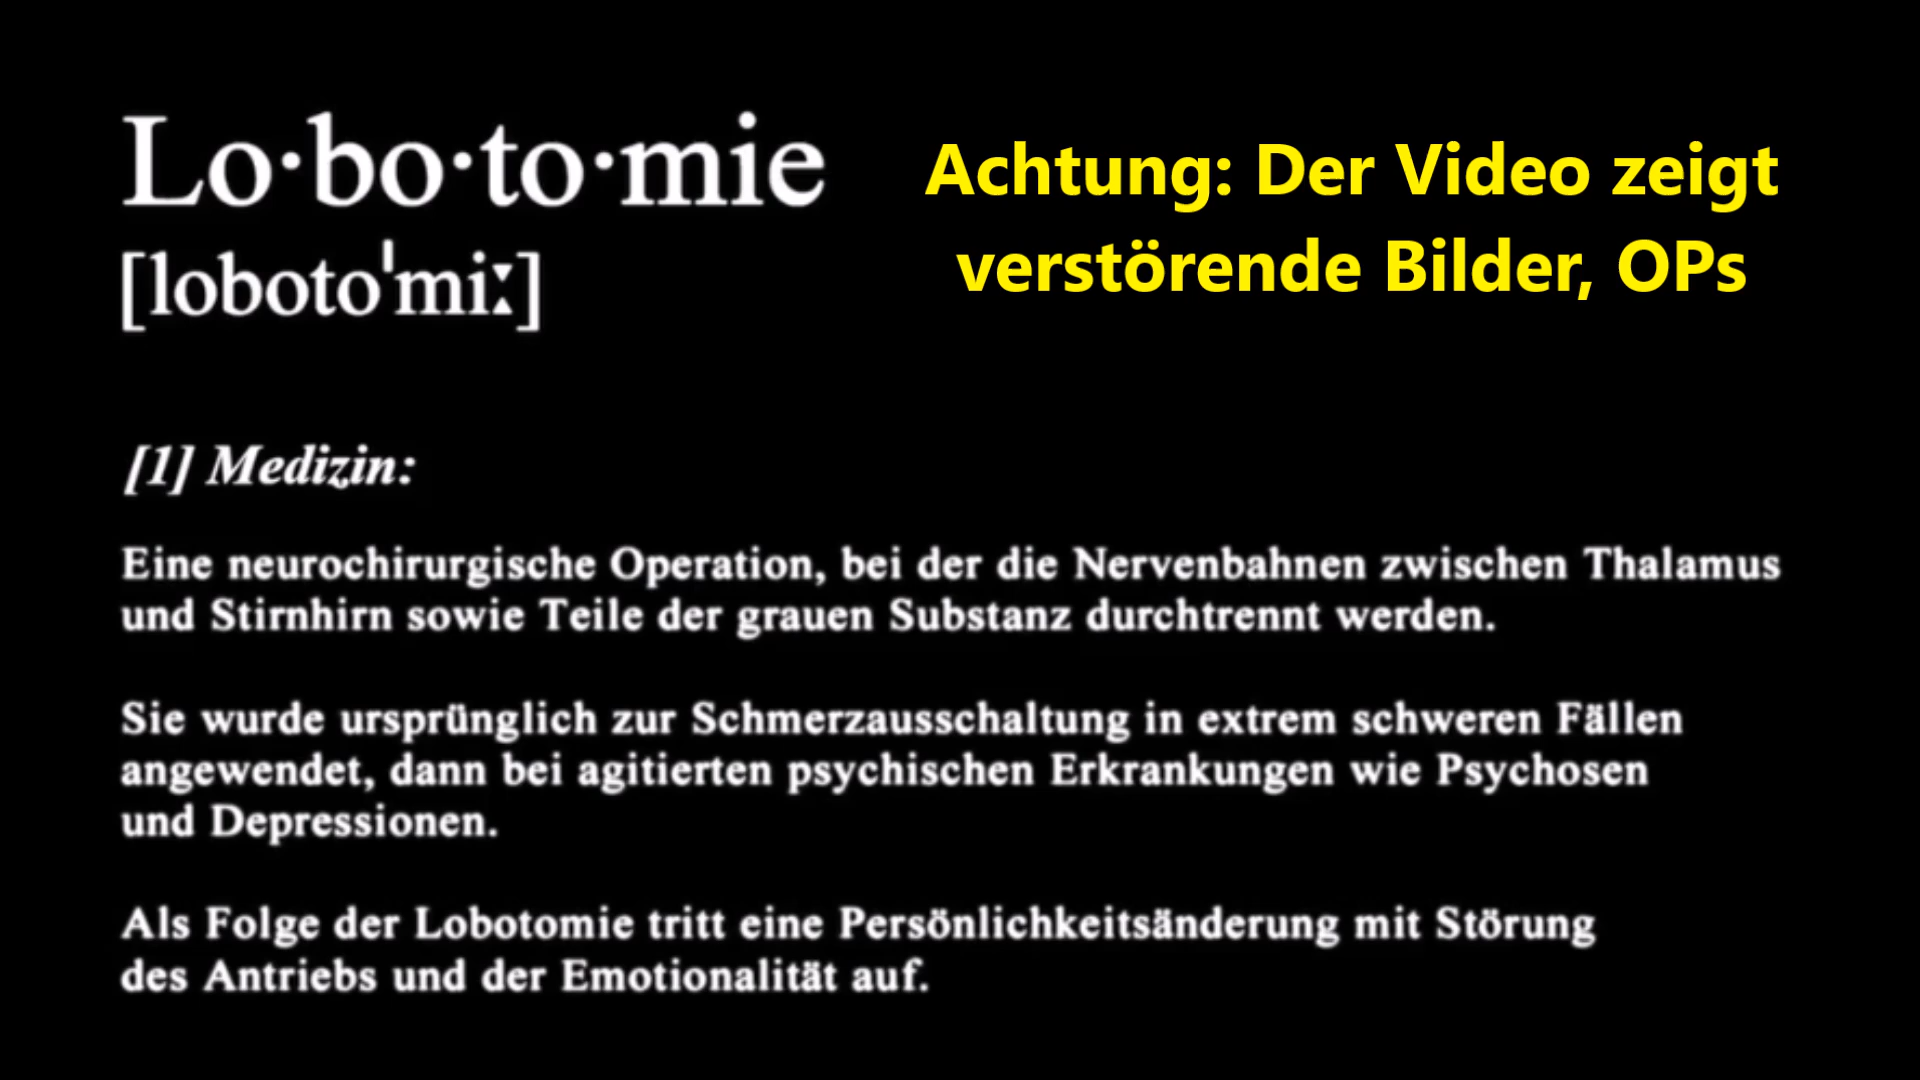 Lo·bo·to·mie
[loboto'miː]
Achtung: Der Video zeigt
verstörende Bilder, OPs
[1] Medizin:
Eine neurochirurgische Operation, bei der die Nervenbahnen zwischen Thalamus
und Stirnhirn sowie Teile der grauen Substanz durchtrennt werden.
Sie wurde ursprünglich zur Schmerzausschaltung in extrem schweren Fällen
angewendet, dann bei agitierten psychischen Erkrankungen wie Psychosen
und Depressionen.
Als Folge der Lobotomie tritt eine Persönlichkeitsänderung mit Störung
des Antriebs und der Emotionalität auf.